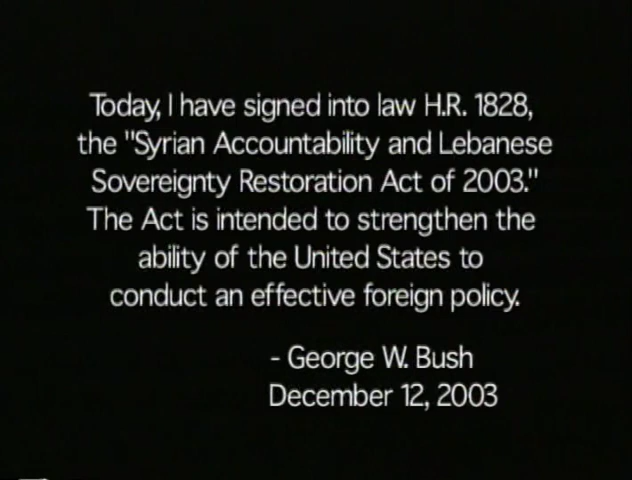 Today, I have signed into law H.R. 1828,
the "Syrian Accountability and Lebanese
Sovereignty Restoration Act of 2003."
The Act is intended to strengthen the
ability of the United States to
conduct an effective foreign policy.
- George W. Bush
December 12, 2003